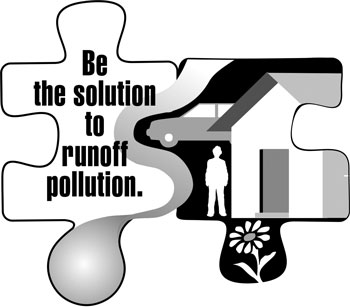 Be
the solution
to
runoff
pollution.